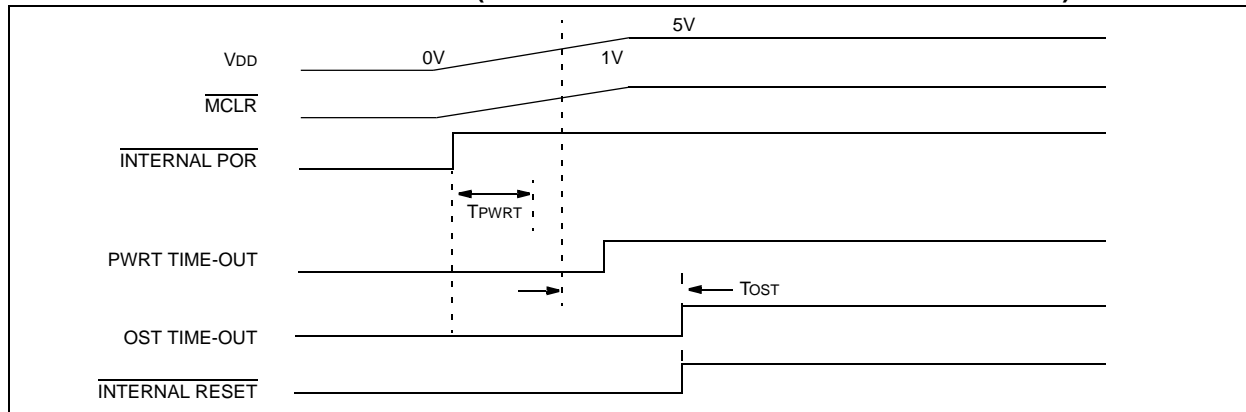 5V
VDD 0V 1V
MCLR
INTERNAL POR
TPWRT
PWRT TIME-OUT
TOST
OST TIME-OUT
INTERNAL RESET